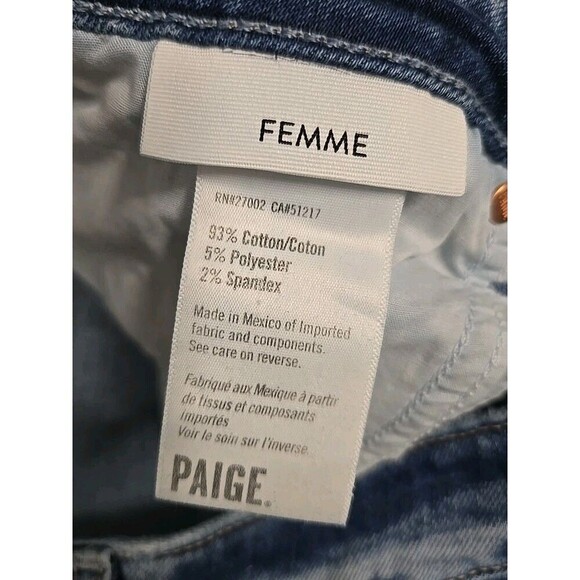 FEMME
RN#27002 CA#51217
93% Cotton/Coton
5% Polyester
2% Spandex
Made in Mexico of Imported
fabric and components.
See care on reverse.
Fabriqué aux Mexique à partir
de tissus et composants
importés
Voir le soin sur l'inverse.
PAIGE.